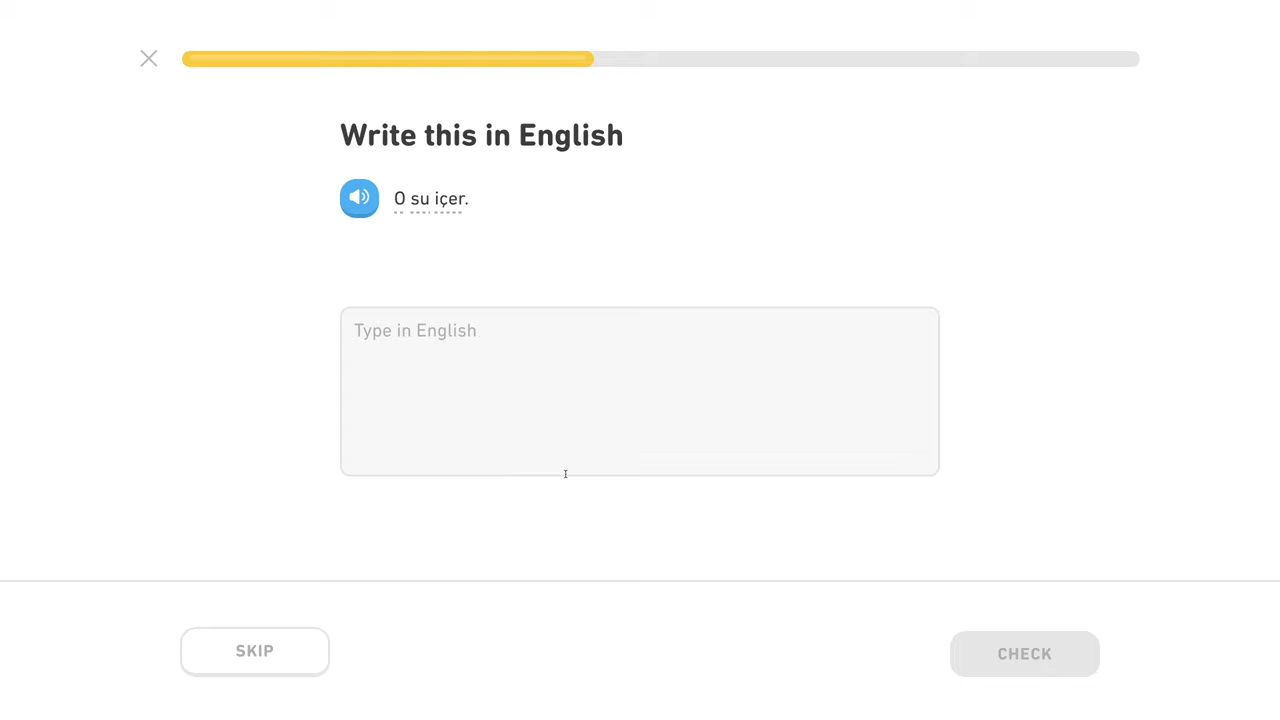 Write this in English
O su içer.
Type in English
SKIP
CHECK